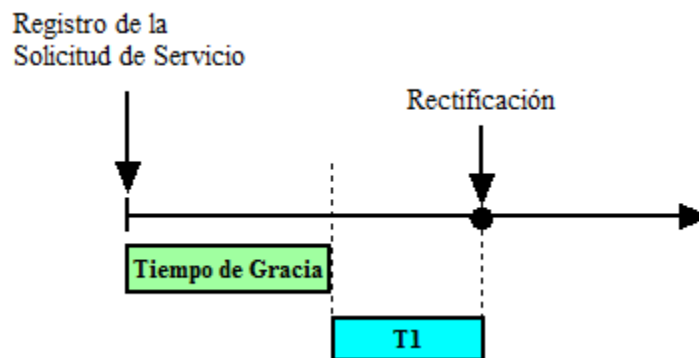 Registro de la
Solicitud de Servicio
Rectificación
Tiempo de Gracia
T1